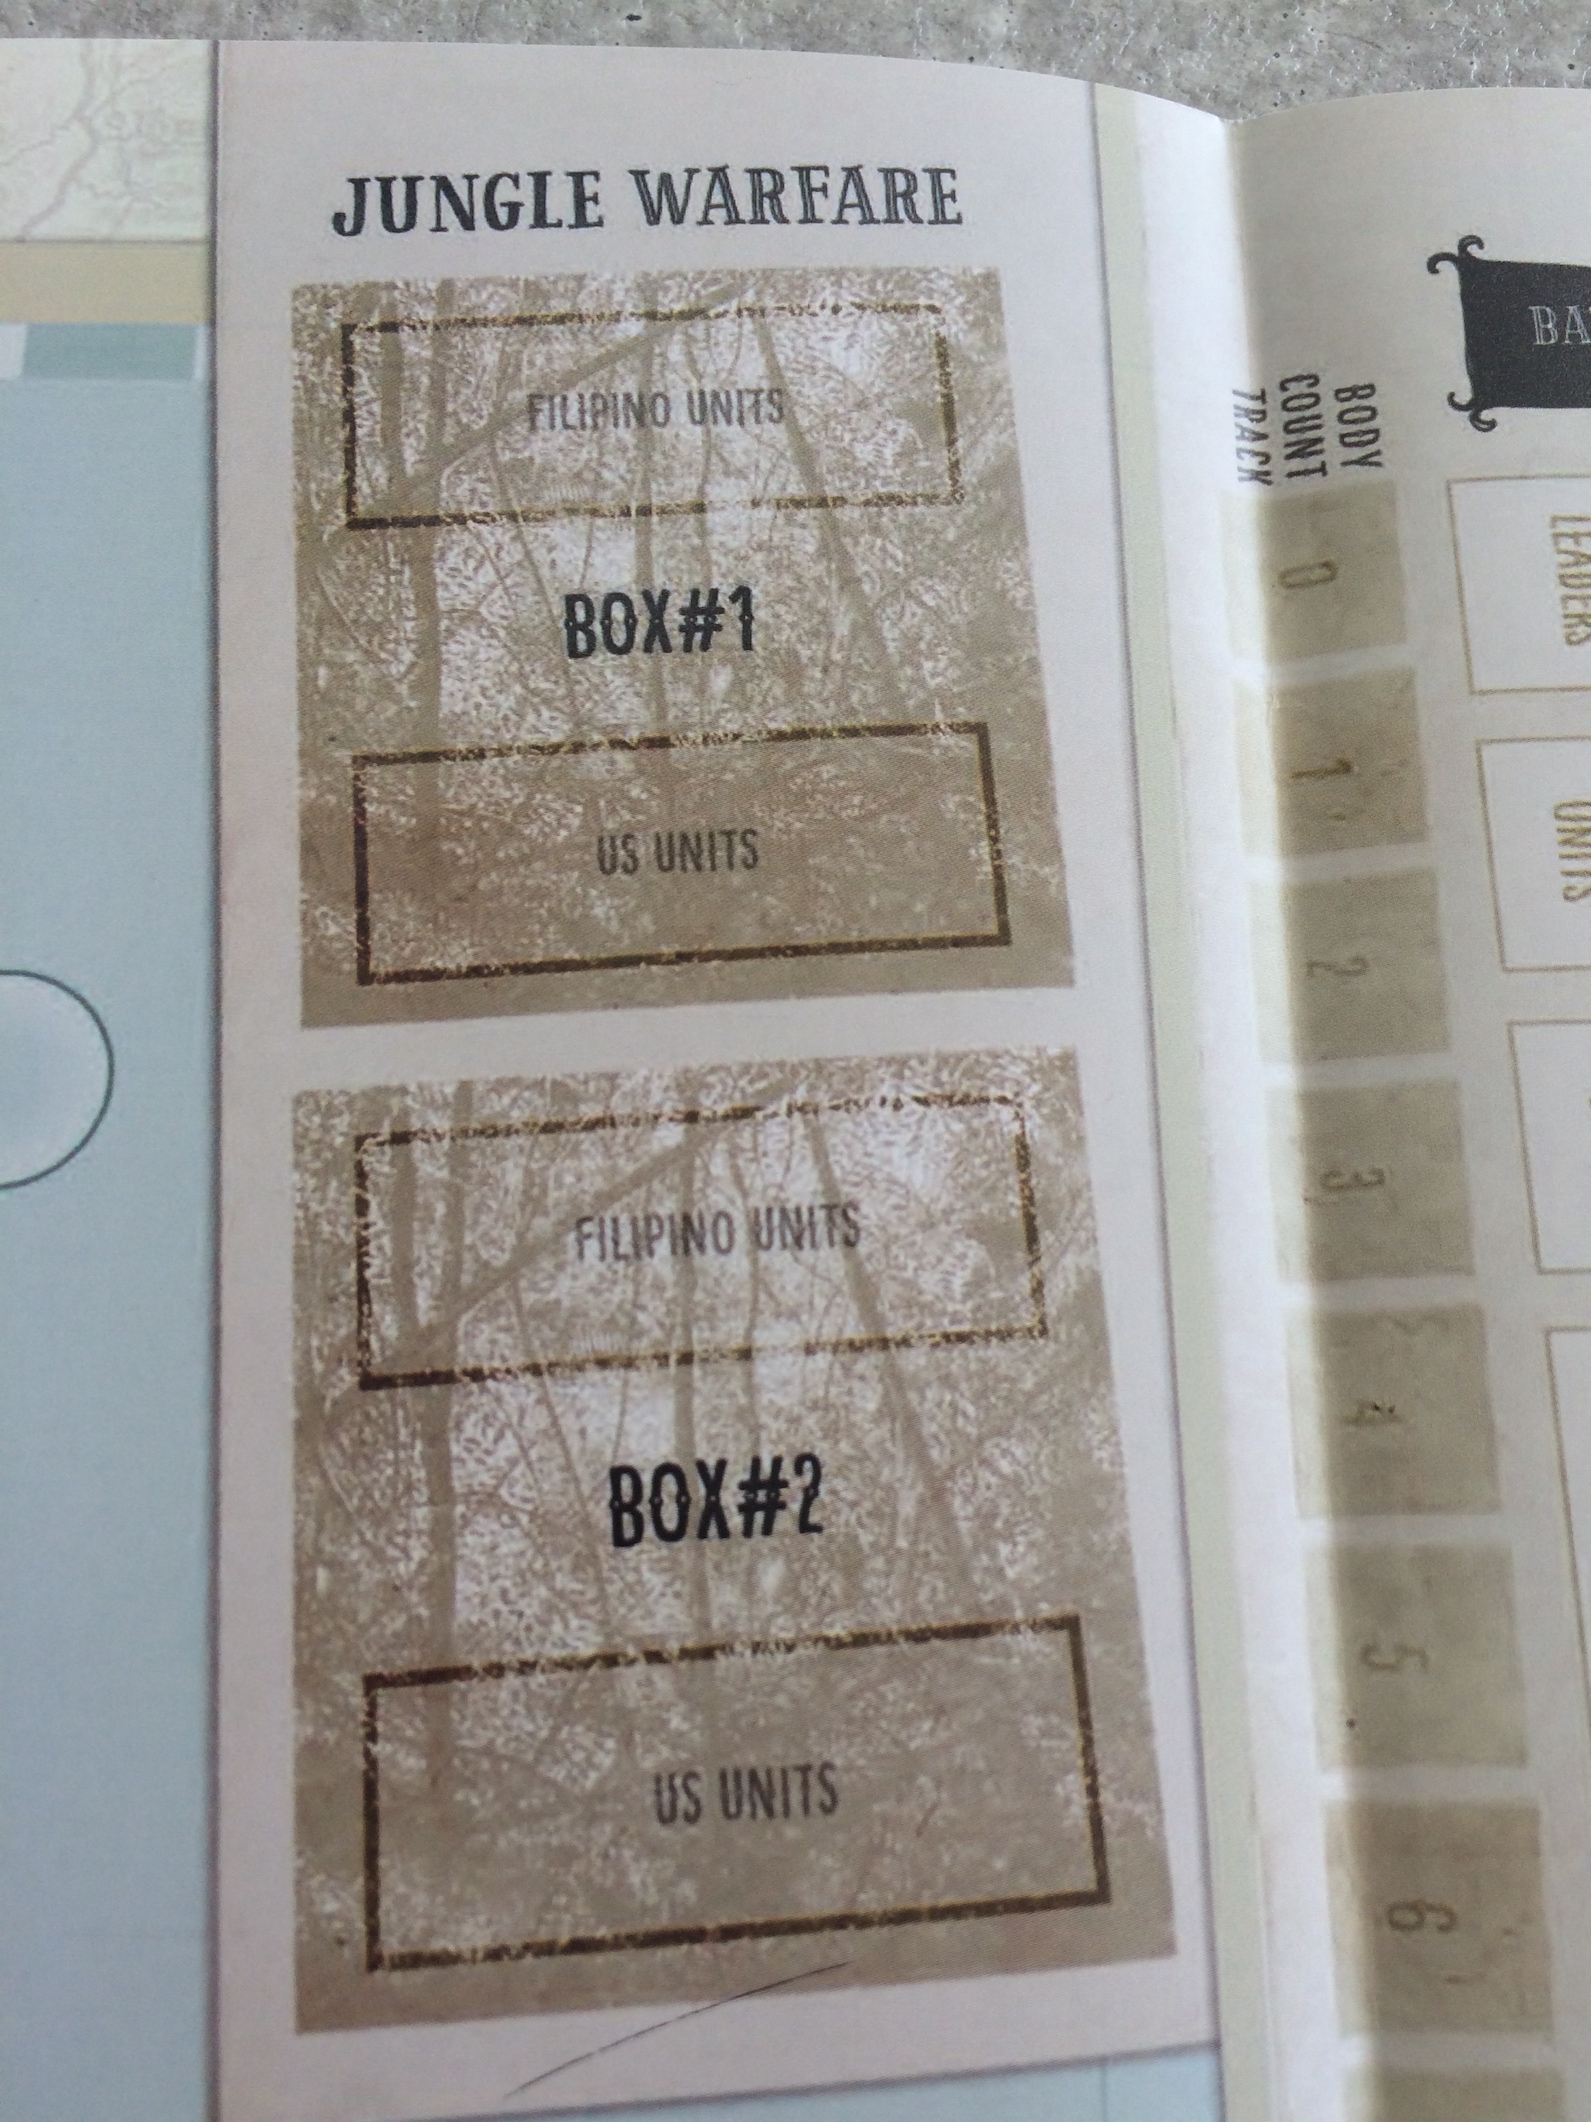 JUNGLE WARFARE
FILIPINO UNITS
BOX#1
US UNITS
FILIPINO UNITS
BOX#2
US UNITS
BODY
COUNT
TRACK
0
1
2
3
4
5
6
BA
LEADERS
UNITS